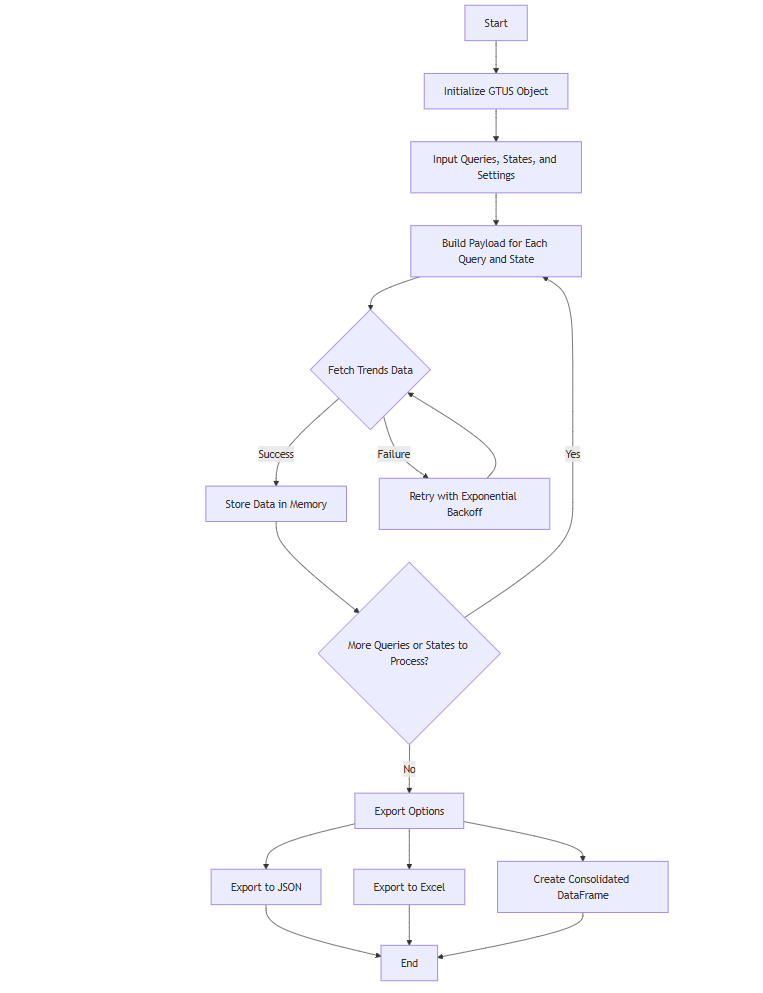 Start
Initialize GTUS Object
Input Queries, States, and
Settings
Build Payload for Each
Query and State
Fetch Trends Data
Success
Failure
Yes
Store Data in Memory
Retry with Exponential
Backoff
More Queries or States to
Process?
No
Export Options
Export to JSON
Export to Excel
Create Consolidated
DataFrame
End